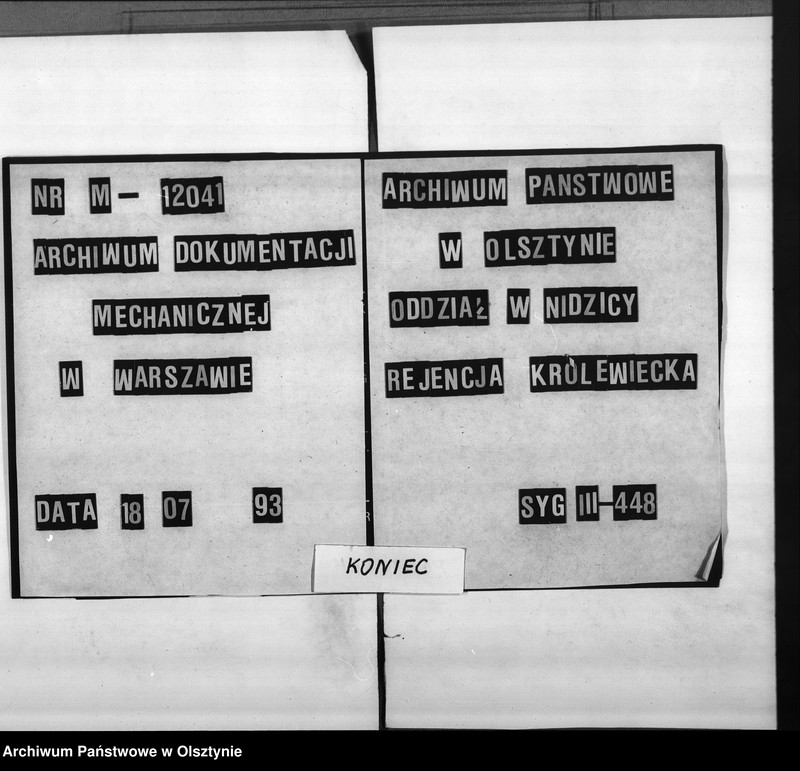 NR M— 12041
ARCHIWUM DOKUMENTACJI
MECHANICZNEJ
W WARSZAWIE
DATA 18 07 93
ARCHIWUM PANSTWOWE
W OLSZTYNIE
ODDZIAŁ W NIDZICY
REJENCJA KRÓLEWIECKA
SYG III—448
KONIEC
Archiwum Państwowe w Olsztynie